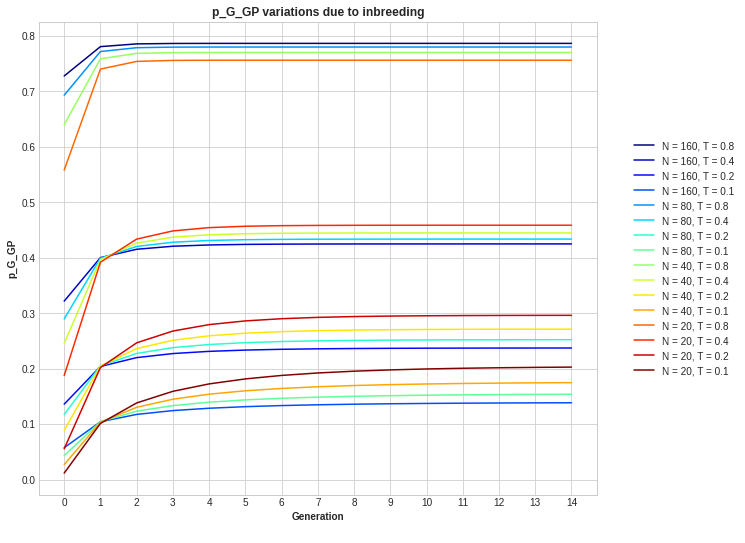 p_G_GP variations due to inbreeding
0.8
0.7
0.6
0.5
0.4
0.3
0.2
0.1
0.0
p_G_GP
0 1 2 3 4 5 6 7 8 9 10 11 12 13 14
Generation
N = 160, T = 0.8
N = 160, T = 0.4
N = 160, T = 0.2
N = 160, T = 0.1
N = 80, T = 0.8
N = 80, T = 0.4
N = 80, T = 0.2
N = 80, T = 0.1
N = 40, T = 0.8
N = 40, T = 0.4
N = 40, T = 0.2
N = 40, T = 0.1
N = 20, T = 0.8
N = 20, T = 0.4
N = 20, T = 0.2
N = 20, T = 0.1